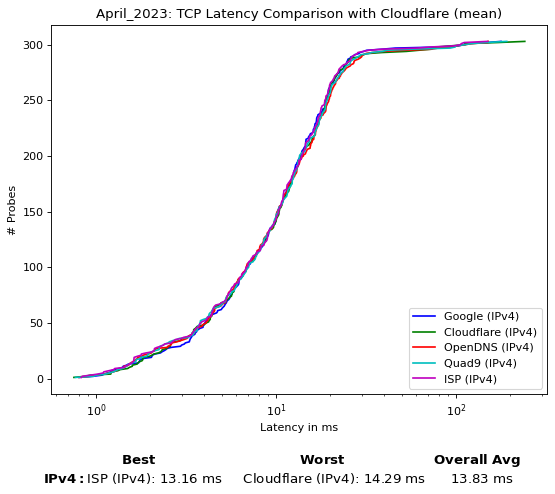 April_2023: TCP Latency Comparison with Cloudflare (mean)
300
250
200
150
100
50
0
# Probes
10⁰ 10¹ 10²
Latency in ms
Google (IPv4)
Cloudflare (IPv4)
OpenDNS (IPv4)
Quad9 (IPv4)
ISP (IPv4)
Best Worst Overall Avg
IPv4: ISP (IPv4): 13.16 ms Cloudflare (IPv4): 14.29 ms 13.83 ms